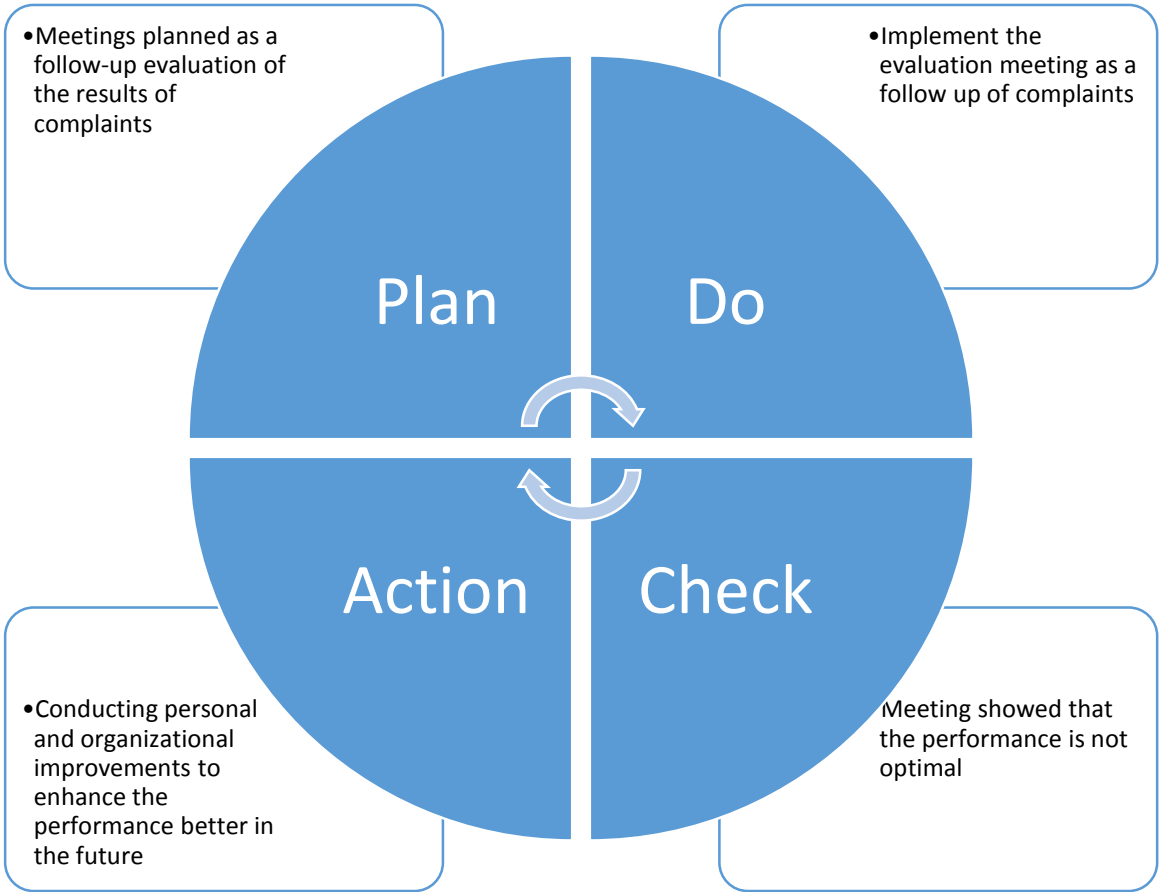 •Meetings planned as a
follow-up evaluation of
the results of
complaints
•Implement the
evaluation meeting as a
follow up of complaints
Plan
Do
Action
Check
•Conducting personal
and organizational
improvements to
enhance the
performance better in
the future
Meeting showed that
the performance is not
optimal